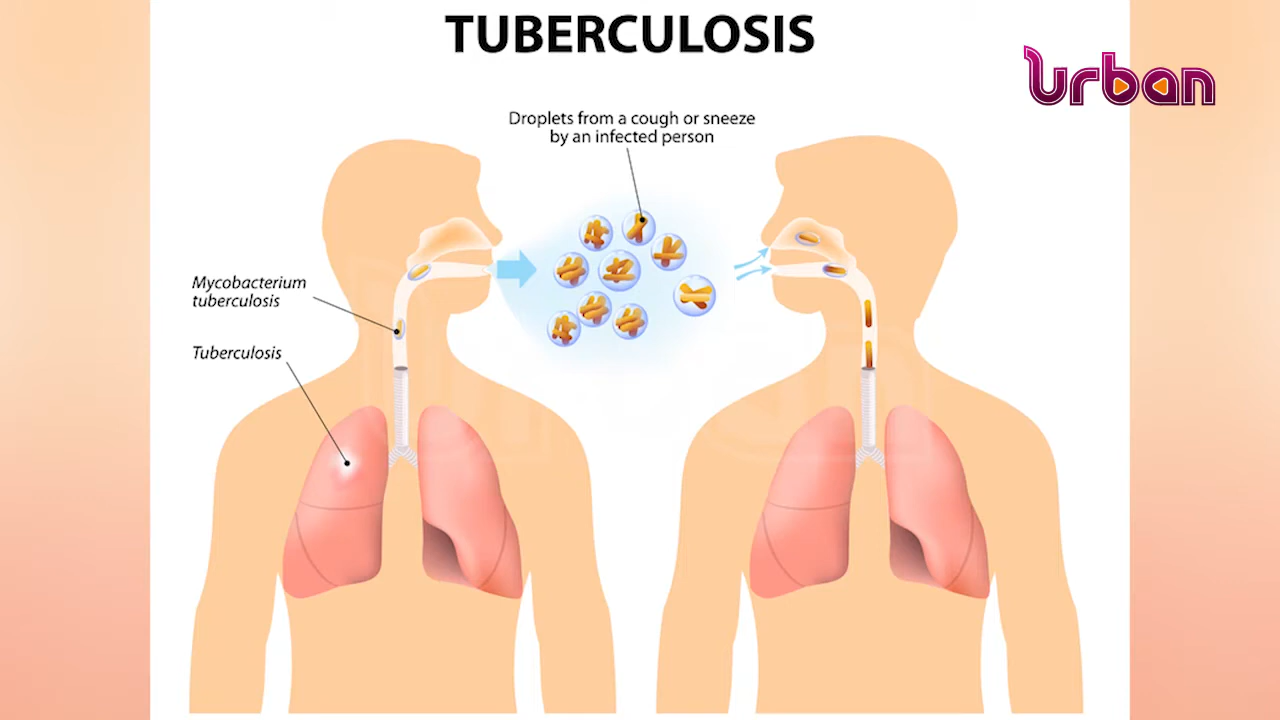 TUBERCULOSIS
Urban
Droplets from a cough or sneeze
by an infected person
Mycobacterium
tuberculosis
Tuberculosis